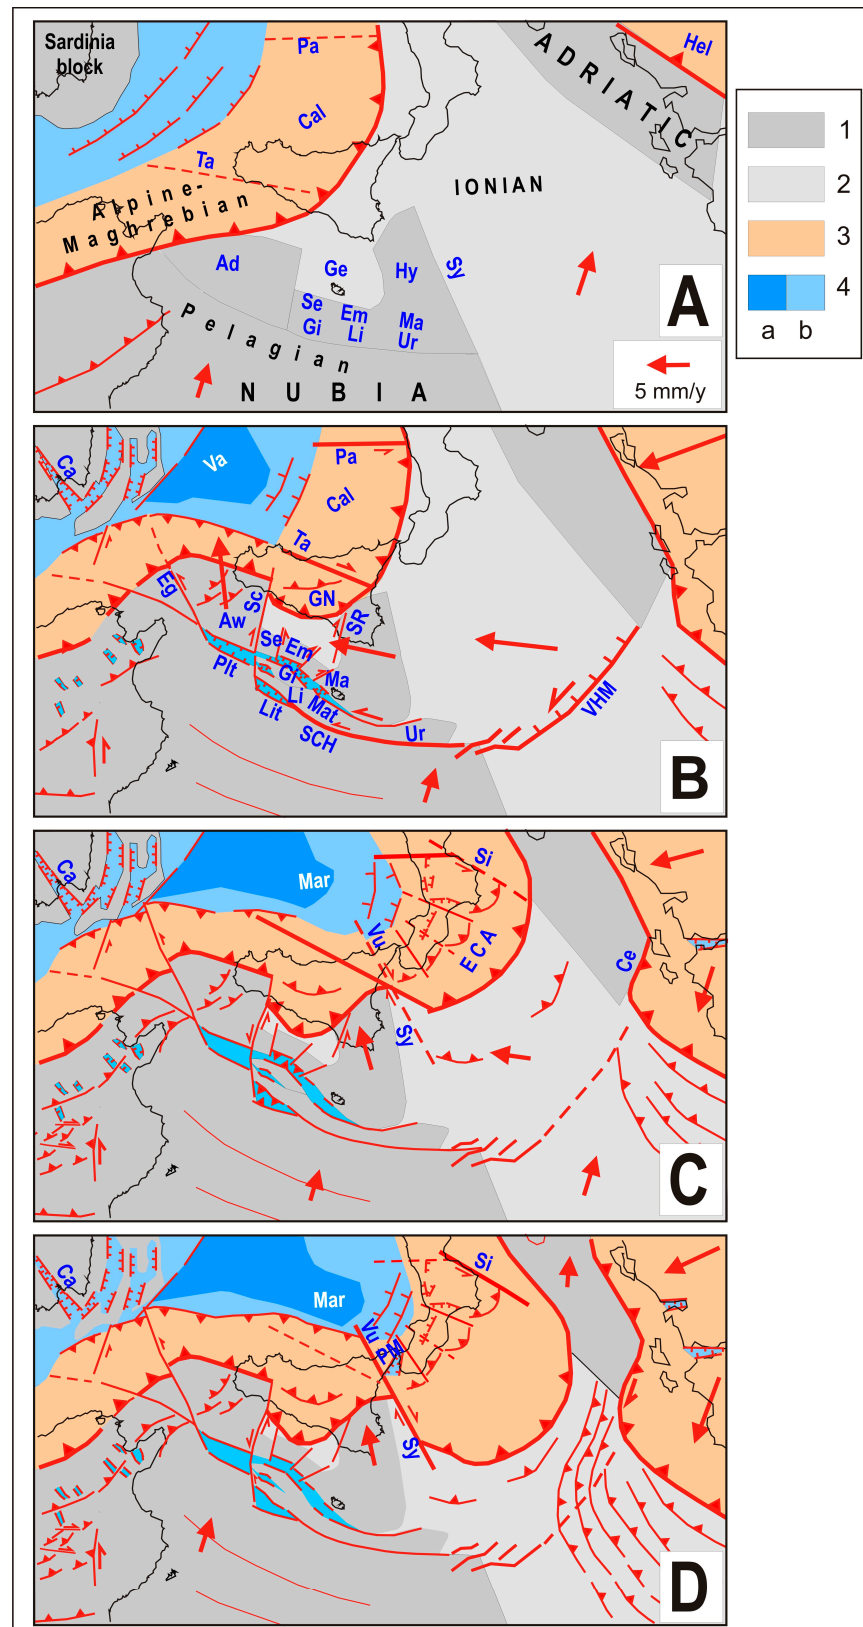 Sardinia
block
Pa
Hel
ADRIATIC
Cal
Ta
IONIAN
Alpine-
Maghrebian
Ad
Ge
Hy
Sy
Se
Em
Ma
Gi
Li
Ur
Pelagian
NUBIA
A
5 mm/y
1
2
3
4
a
b
Ca
Va
Pa
Cal
Ta
Eg
Sc
GN
Aw
SR
Se
Em
Plt
Gi
Ma
Li
Mat
Lit
SCH
Ur
VHM
B
Ca
Mar
Si
Vu
ECA
Ce
Sy
C
Ca
Mar
Si
Vu
PM
Sy
D